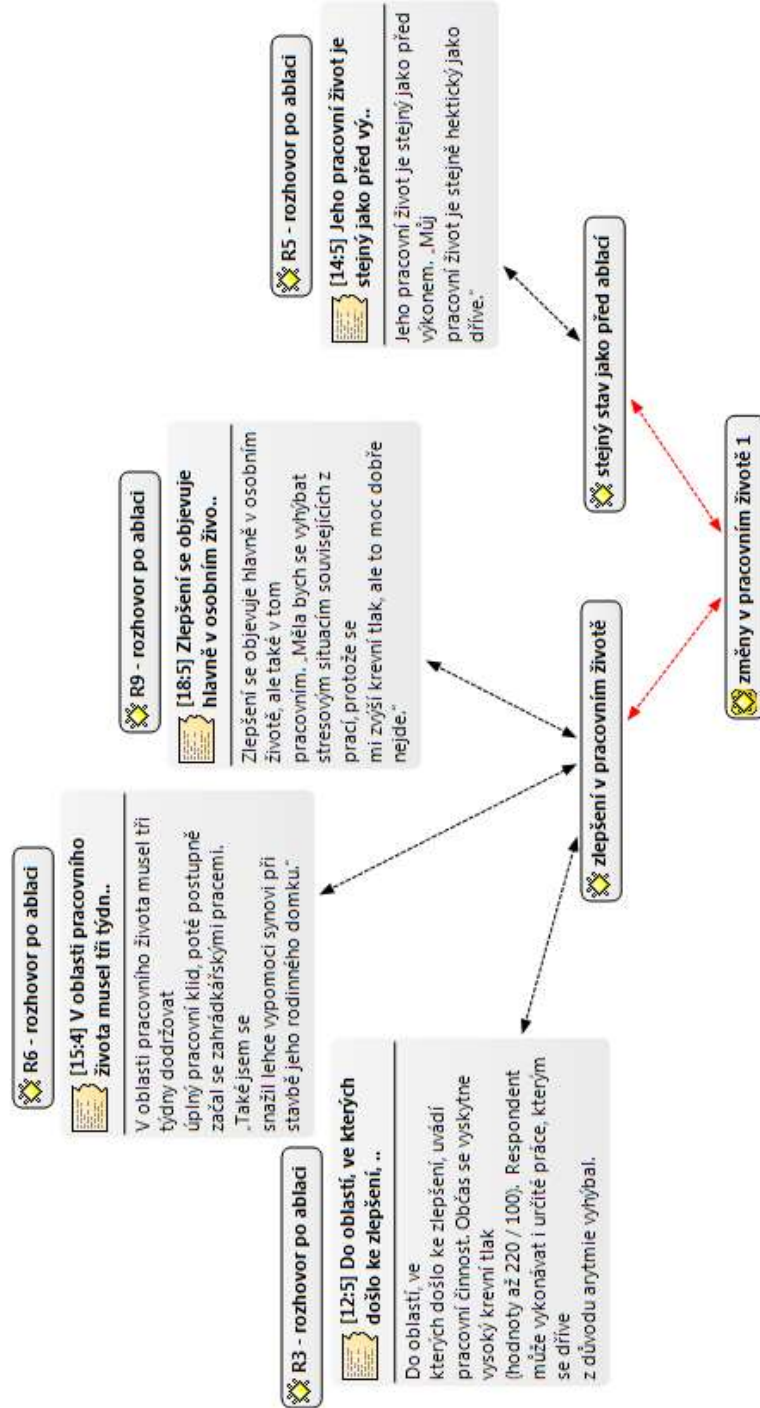 R3 - rozhovor po ablaci
[12:5] Do oblastí, ve kterých
došlo ke zlepšení, ..
Do oblastí, ve
kterých došlo ke zlepšení, uvádí
pracovní činnost. Občas se vyskytne
vysoký krevní tlak
(hodnoty až 220 / 100). Respondent
může vykonávat i určité práce, kterým
se dříve
z důvodu arytmie vyhýbal.
R6 - rozhovor po ablaci
[15:4] V oblasti pracovního
života musel tři týdn..
V oblasti pracovního života musel tři
týdny dodržovat
úplný pracovní klid, poté postupně
začal se zahrádkářskými pracemi.
„Také jsem se
snažil lehce vypomoci synovi při
stavbě jeho rodinného domku."
R9 - rozhovor po ablaci
[18:5] Zlepšení se objevuje
hlavně v osobním živo..
Zlepšení se objevuje hlavně v osobním
životě, ale také v tom
pracovním. „Měla bych se vyhýbat
stresovým situacím souvisejících z
prací, protože se
mi zvýší krevní tlak, ale to moc dobře
nejde."
R5 - rozhovor po ablaci
[14:5] Jeho pracovní život je
stejný jako před vý..
Jeho pracovní život je stejný jako před
výkonem. „Můj
pracovní život je stejně hektický jako
dříve."
zlepšení v pracovním životě
stejný stav jako před ablací
změny v pracovním životě 1